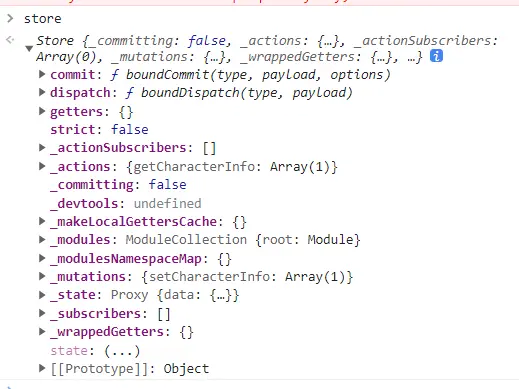 > store
Store {_committing: false, _actions: {…}, _actionSubscribers:
Array(0), _mutations: {…}, _wrappedGetters: {…}, …} i
commit: ƒ boundCommit(type, payload, options)
dispatch: ƒ boundDispatch(type, payload)
getters: {}
strict: false
_actionSubscribers: []
_actions: {getCharacterInfo: Array(1)}
_committing: false
_devtools: undefined
_makeLocalGettersCache: {}
_modules: ModuleCollection {root: Module}
_modulesNamespaceMap: {}
_mutations: {setCharacterInfo: Array(1)}
_state: Proxy {data: {…}}
_subscribers: []
_wrappedGetters: {}
state: (...)
[[Prototype]]: Object